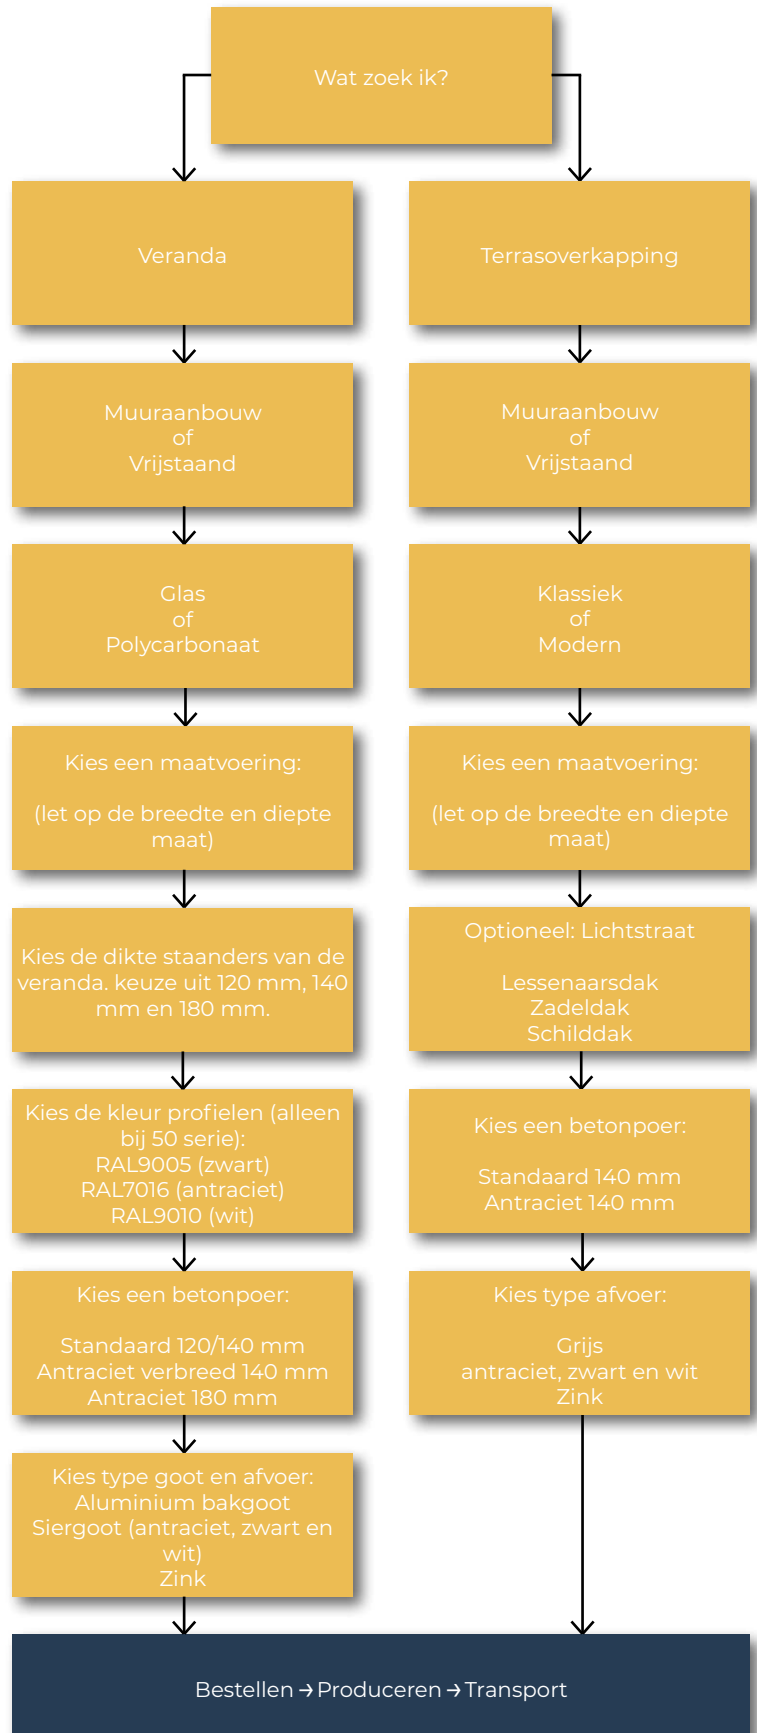 Wat zoek ik?
Veranda
Muuraanbouw
of
Vrijstaand
Glas
of
Polycarbonaat
Kies een maatvoering:
(let op de breedte en diepte
maat)
Kies de dikte staanders van de
veranda. keuze uit 120 mm, 140
mm en 180 mm.
Kies de kleur profielen (alleen
bij 50 serie):
RAL9005 (zwart)
RAL7016 (antraciet)
RAL9010 (wit)
Kies een betonpoer:
Standaard 120/140 mm
Antraciet verbreed 140 mm
Antraciet 180 mm
Kies type goot en afvoer:
Aluminium bakgoot
Siergoot (antraciet, zwart en
wit)
Zink
Terrasoverkapping
Muuraanbouw
of
Vrijstaand
Klassiek
of
Modern
Kies een maatvoering:
(let op de breedte en diepte
maat)
Optioneel: Lichtstraat
Lessenaarsdak
Zadeldak
Schilddak
Kies een betonpoer:
Standaard 140 mm
Antraciet 140 mm
Kies type afvoer:
Grijs
antraciet, zwart en wit
Zink
Bestellen → Produceren → Transport